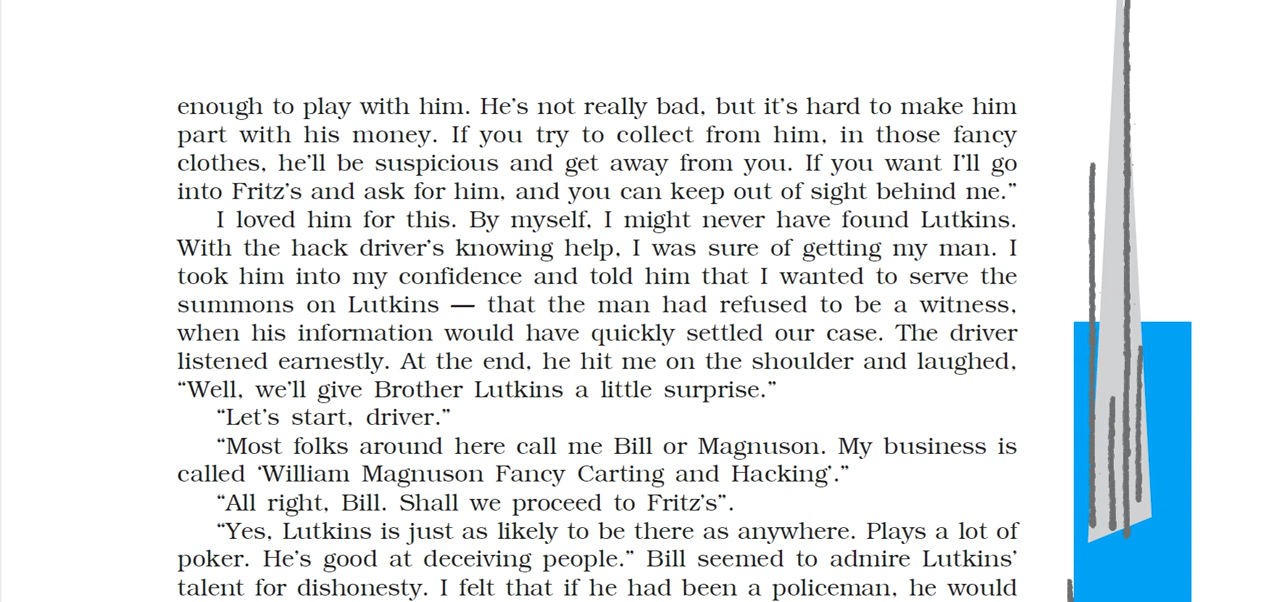 enough to play with him. He’s not really bad, but it’s hard to make him
part with his money. If you try to collect from him, in those fancy
clothes, he’ll be suspicious and get away from you. If you want I’ll go
into Fritz’s and ask for him, and you can keep out of sight behind me.”
I loved him for this. By myself, I might never have found Lutkins.
With the hack driver’s knowing help, I was sure of getting my man. I
took him into my confidence and told him that I wanted to serve the
summons on Lutkins — that the man had refused to be a witness,
when his information would have quickly settled our case. The driver
listened earnestly. At the end, he hit me on the shoulder and laughed,
“Well, we’ll give Brother Lutkins a little surprise.”
“Let’s start, driver.”
“Most folks around here call me Bill or Magnuson. My business is
called ‘William Magnuson Fancy Carting and Hacking’.”
“All right, Bill. Shall we proceed to Fritz’s”.
“Yes, Lutkins is just as likely to be there as anywhere. Plays a lot of
poker. He’s good at deceiving people.” Bill seemed to admire Lutkins’
talent for dishonesty. I felt that if he had been a policeman, he would